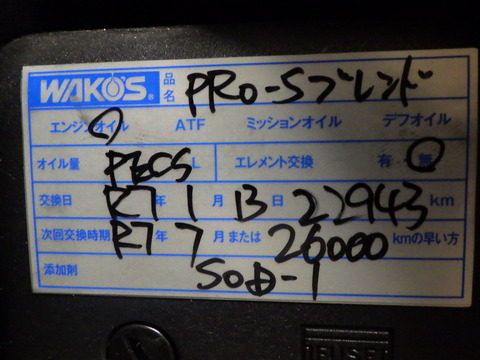 WAKO'S 品名 PRO-Sブレンド
エンジンオイル ATF ミッションオイル デフオイル
オイル量 L エレメント交換 有 無
交換日 R7 年 1 月 13 日 22943 km
次回交換時期 R7 年 7 月 または 26000 kmの早い方
添加剤 SOD-1
FUSE